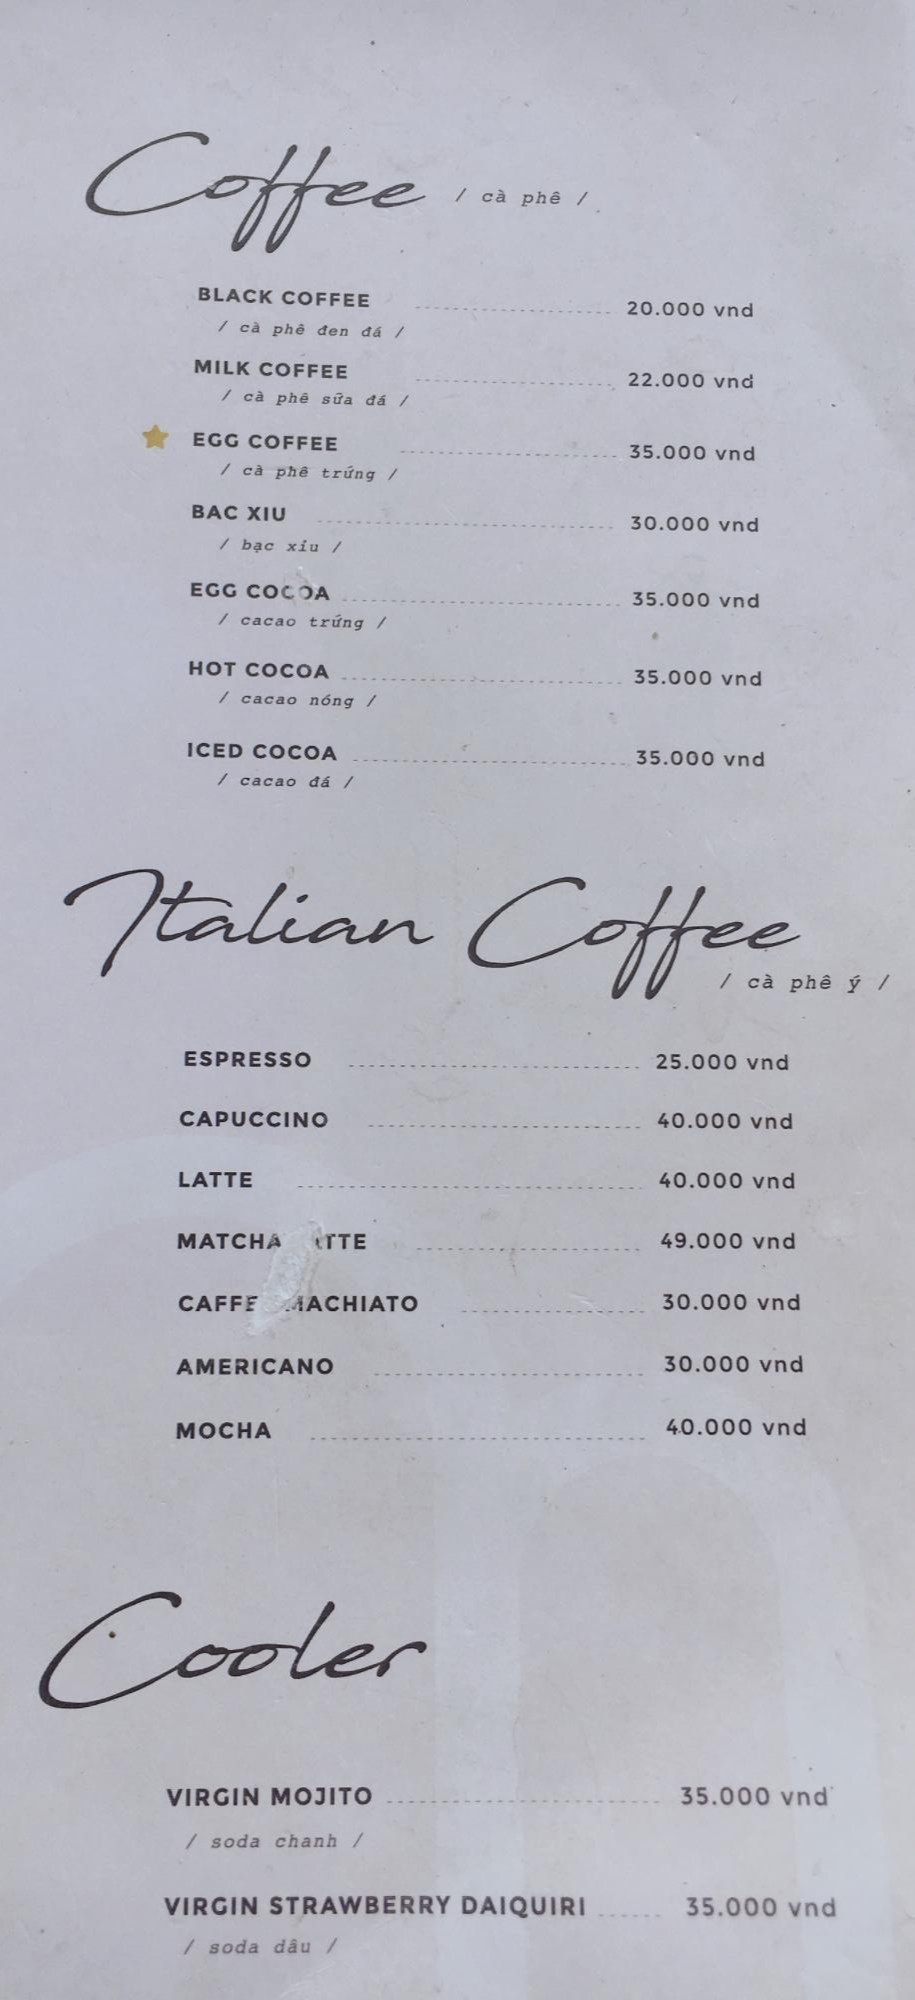 Coffee / cà phê /
BLACK COFFEE 20.000 vnd
/ cà phê đen đá /
MILK COFFEE 22.000 vnd
/ cà phê sữa đá /
EGG COFFEE 35.000 vnd
/ cà phê trứng /
BAC XIU 30.000 vnd
/ bạc xỉu /
EGG COCOA 35.000 vnd
/ cacao trứng /
HOT COCOA 35.000 vnd
/ cacao nóng /
ICED COCOA 35.000 vnd
/ cacao đá /
Italian Coffee
/ cà phê ý /
ESPRESSO 25.000 vnd
CAPUCCINO 40.000 vnd
LATTE 40.000 vnd
MATCHA 49.000 vnd
CAFFE MACHIATO 30.000 vnd
AMERICANO 30.000 vnd
MOCHA 40.000 vnd
Cooler
VIRGIN MOJITO 35.000 vnd
/ soda chanh /
VIRGIN STRAWBERRY DAIQUIRI 35.000 vnd
/ soda dâu /